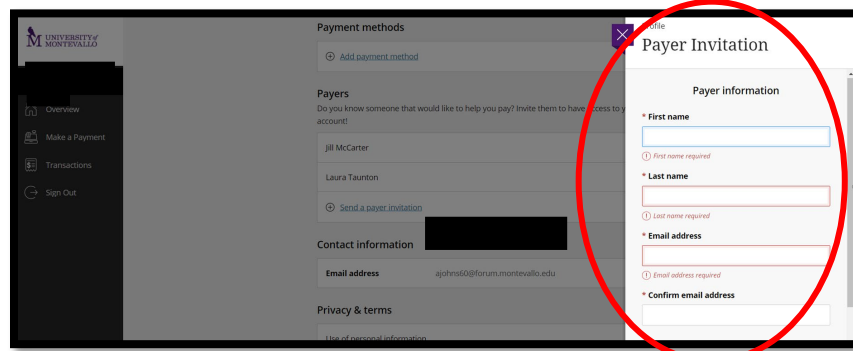 UNIVERSITY of
MONTEVALLO
Overview
Make a Payment
Transactions
Sign Out
Payment methods
Add payment method
Payers
Do you know someone that would like to help you pay? Invite them to have access to y
account!
Jill McCarter
Laura Taunton
Send a payer invitation
Contact information
Email address
ajohns60@forum.montevallo.edu
Privacy & terms
Use of personal information
Profile
Payer Invitation
Payer information
* First name
First name required
* Last name
Last name required
* Email address
Email address required
* Confirm email address